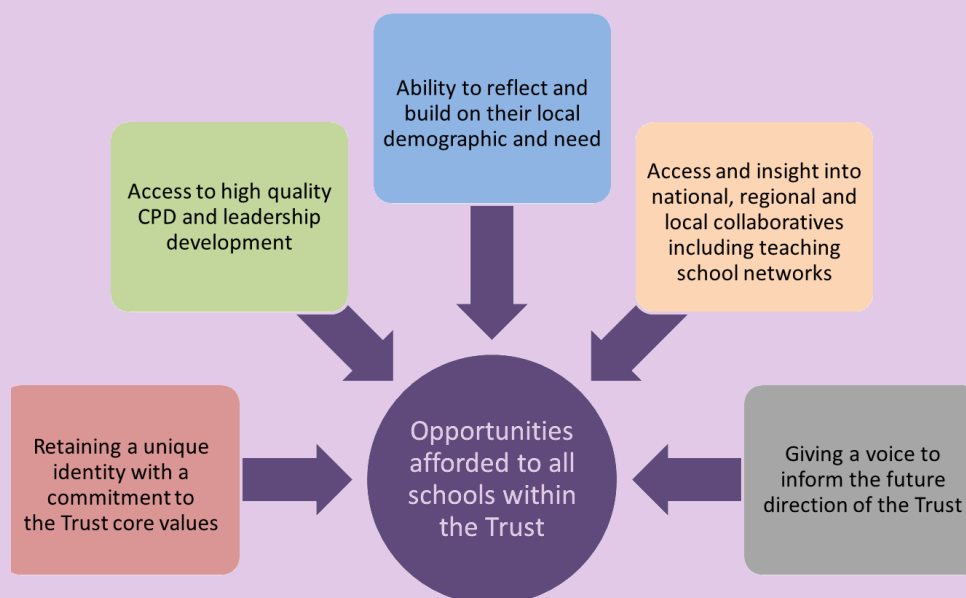 Ability to reflect and
build on their local
demographic and need
Access to high quality
CPD and leadership
development
Access and insight into
national, regional and
local collaboratives
including teaching
school networks
Retaining a unique
identity with a
commitment to
the Trust core values
Opportunities
afforded to all
schools within
the Trust
Giving a voice to
inform the future
direction of the Trust